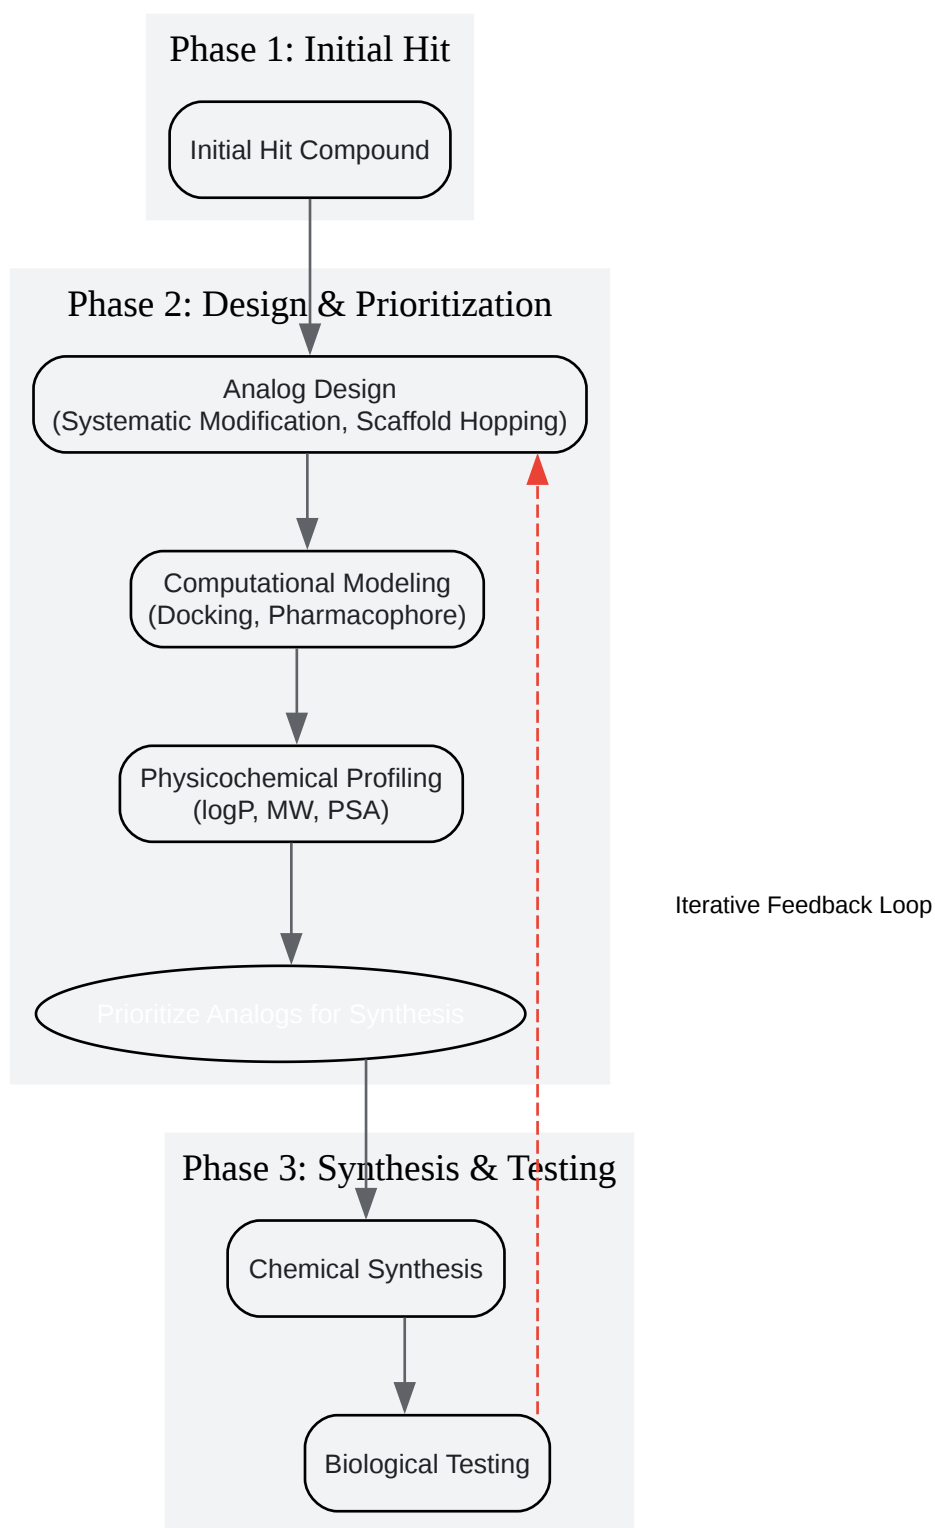 Phase 1: Initial Hit
Initial Hit Compound
Phase 2: Design & Prioritization
Analog Design
(Systematic Modification, Scaffold Hopping)
Computational Modeling
(Docking, Pharmacophore)
Physicochemical Profiling
(logP, MW, PSA)
Iterative Feedback Loop
Prioritize Analogs for Synthesis
Phase 3: Synthesis & Testing
Chemical Synthesis
Biological Testing